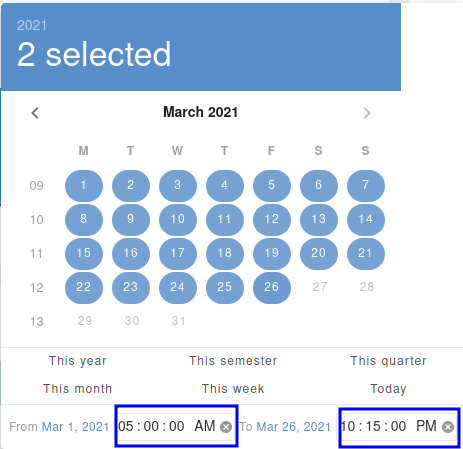 2021
2 selected
March 2021
M T W T F S S
09 1 2 3 4 5 6 7
10 8 9 10 11 12 13 14
11 15 16 17 18 19 20 21
12 22 23 24 25 26 27 28
13 29 30 31
This year This semester This quarter
This month This week Today
From Mar 1, 2021 05:00:00 AM To Mar 26, 2021 10:15:00 PM